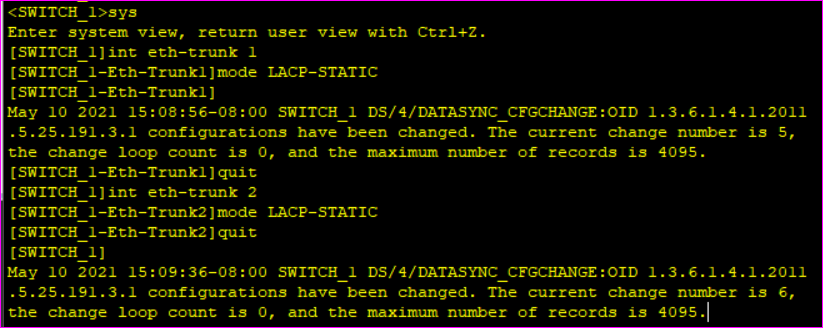 <SWITCH_1>sys
Enter system view, return user view with Ctrl+Z.
[SWITCH_1]int eth-trunk 1
[SWITCH_1-Eth-Trunk1]mode LACP-STATIC
[SWITCH_1-Eth-Trunk1]
May 10 2021 15:08:56-08:00 SWITCH_1 DS/4/DATASYNC_CFGCHANGE:OID 1.3.6.1.4.1.2011
.5.25.191.3.1 configurations have been changed. The current change number is 5,
the change loop count is 0, and the maximum number of records is 4095.
[SWITCH_1-Eth-Trunk1]quit
[SWITCH_1]int eth-trunk 2
[SWITCH_1-Eth-Trunk2]mode LACP-STATIC
[SWITCH_1-Eth-Trunk2]quit
[SWITCH_1]
May 10 2021 15:09:36-08:00 SWITCH_1 DS/4/DATASYNC_CFGCHANGE:OID 1.3.6.1.4.1.2011
.5.25.191.3.1 configurations have been changed. The current change number is 6,
the change loop count is 0, and the maximum number of records is 4095.